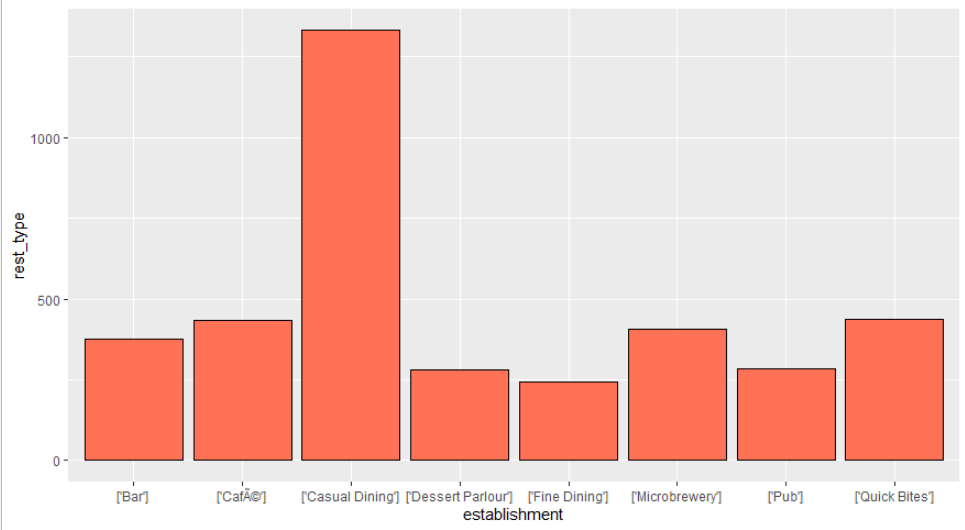 1000
500
0
rest_type
['Bar'] ['CafÃ©'] ['Casual Dining'] ['Dessert Parlour'] ['Fine Dining'] ['Microbrewery'] ['Pub'] ['Quick Bites']
establishment